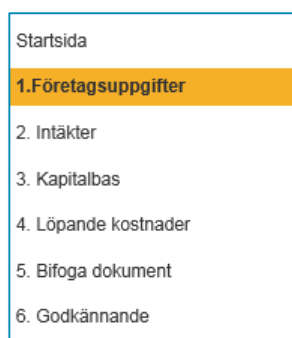 Startsida
1.Företagsuppgifter
2. Intäkter
3. Kapitalbas
4. Löpande kostnader
5. Bifoga dokument
6. Godkännande